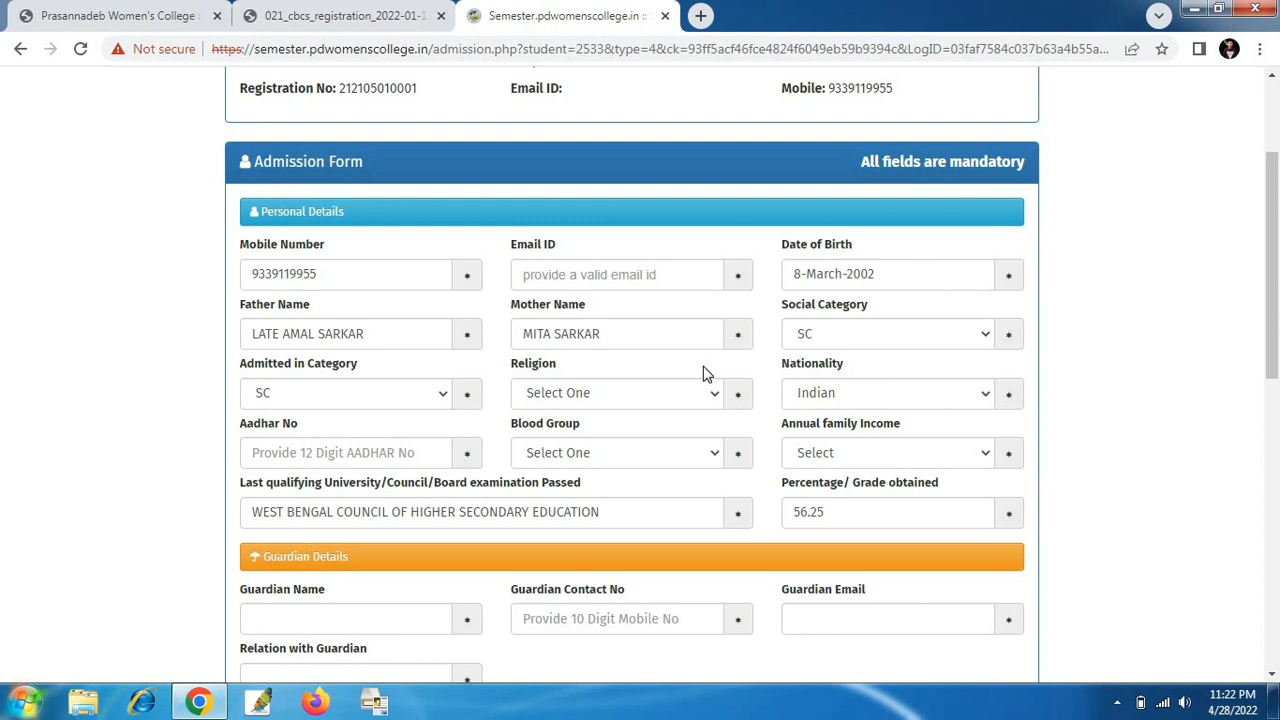 Prasannadeb Women's College
021_cbcs_registration_2022-01-1
Semester.pdwomenscollege.in ::
Not secure
https://semester.pdwomenscollege.in/admission.php?student=2533&type=4&ck=93ff5acf46fce4824f6049eb59b9394c&LogID=03faf7584c037b63a4b55a...
Registration No: 212105010001 Email ID: Mobile: 9339119955
Admission Form All fields are mandatory
Personal Details
Mobile Number Email ID Date of Birth
9339119955 * provide a valid email id * 8-March-2002 *
Father Name Mother Name Social Category
LATE AMAL SARKAR * MITA SARKAR * SC *
Admitted in Category Religion Nationality
SC * Select One * Indian *
Aadhar No Blood Group Annual family Income
Provide 12 Digit AADHAR No * Select One * Select *
Last qualifying University/Council/Board examination Passed Percentage/ Grade obtained
WEST BENGAL COUNCIL OF HIGHER SECONDARY EDUCATION * 56.25 *
Guardian Details
Guardian Name Guardian Contact No Guardian Email
* Provide 10 Digit Mobile No * *
Relation with Guardian
*
11:22 PM
4/28/2022